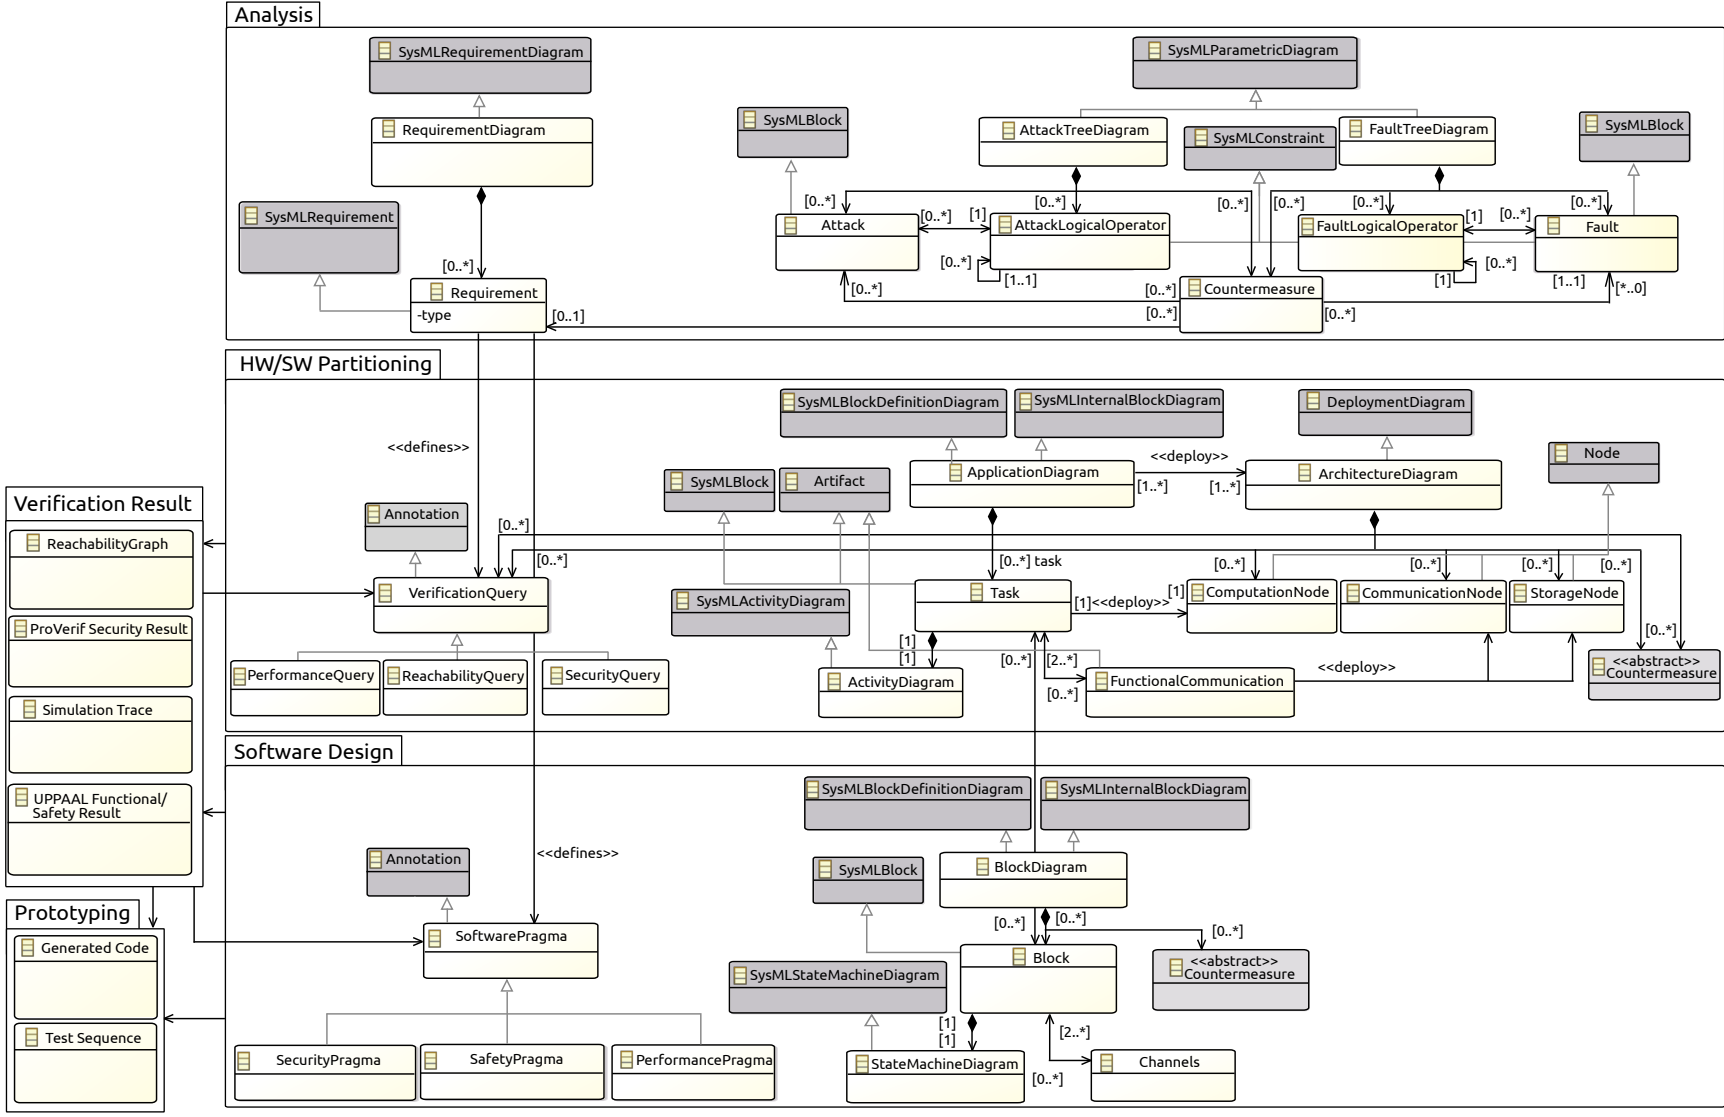 Analysis
SysMLRequirementDiagram
SysMLParametricDiagram
SysMLBlock
SysMLBlock
RequirementDiagram
AttackTreeDiagram
FaultTreeDiagram
SysMLConstraint
SysMLRequirement
[0..*]
[0..*]
[0..*]
[0..*]
[0..*]
[0..*]
[0..*]
[1]
[1]
[0..*]
Attack
AttackLogicalOperator
FaultLogicalOperator
Fault
[0..*]
[0..*]
[1..1]
[1]
[0..*]
[1..1]
[*..0]
Requirement
-type
[0..*]
[0..*]
Countermeasure
[0..1]
[0..*]
[0..*]
HW/SW Partitioning
SysMLBlockDefinitionDiagram
SysMLInternalBlockDiagram
DeploymentDiagram
<<defines>>
<<deploy>>
Node
SysMLBlock
Artifact
ApplicationDiagram
[1..*]
[1..*]
ArchitectureDiagram
Verification Result
Annotation
[0..*]
ReachabilityGraph
[0..*]
[0..*] task
[0..*]
[0..*]
[0..*]
[0..*]
VerificationQuery
SysMLActivityDiagram
Task
[1]<<deploy>>
[1]
ComputationNode
CommunicationNode
StorageNode
ProVerif Security Result
[1]
[1]
[0..*]
[2..*]
[0..*]
[0..*]
<<deploy>>
<<abstract>>
Countermeasure
PerformanceQuery
ReachabilityQuery
SecurityQuery
ActivityDiagram
FunctionalCommunication
Simulation Trace
Software Design
UPPAAL Functional/
Safety Result
SysMLBlockDefinitionDiagram
SysMLInternalBlockDiagram
<<defines>>
Annotation
SysMLBlock
BlockDiagram
Prototyping
[0..*]
[0..*]
[0..*]
Generated Code
SoftwarePragma
Block
<<abstract>>
Countermeasure
SysMLStateMachineDiagram
[1]
[1]
[2..*]
Test Sequence
SecurityPragma
SafetyPragma
PerformancePragma
StateMachineDiagram
[0..*]
Channels